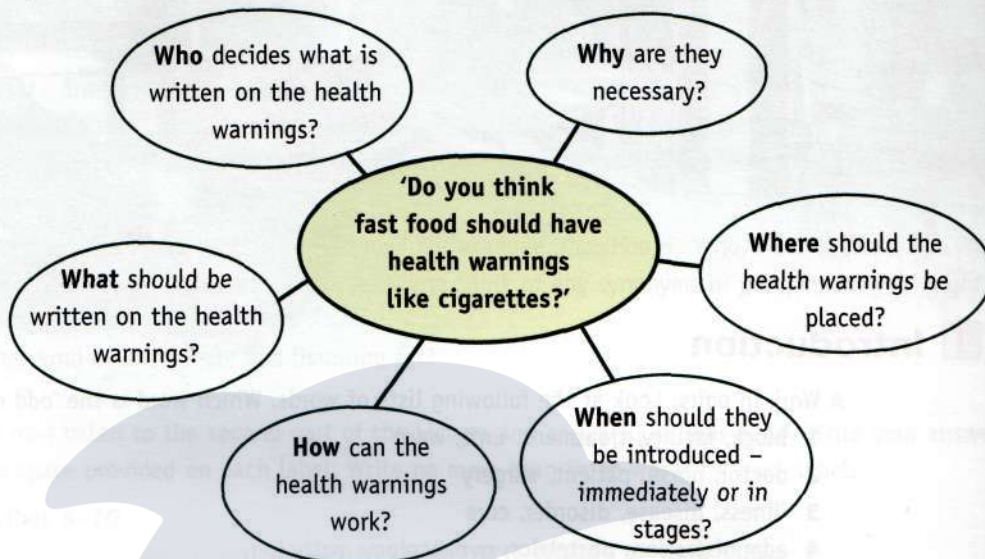 Who decides what is
written on the health
warnings?
Why are they
necessary?
'Do you think
fast food should have
health warnings
like cigarettes?'
Where should the
health warnings be
placed?
What should be
written on the health
warnings?
How can the
health warnings
work?
When should they
be introduced –
immediately or in
stages?